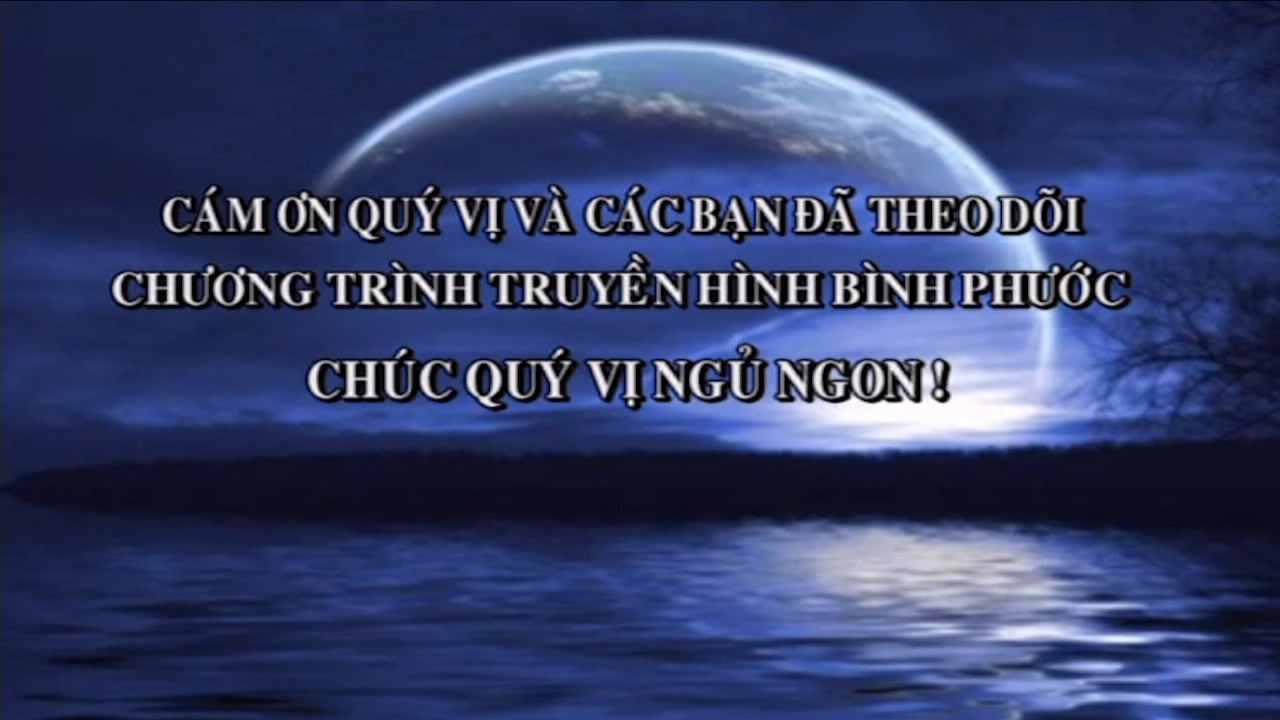 CÁM ƠN QUÝ VỊ VÀ CÁC BẠN ĐÃ THEO DÕI
CHƯƠNG TRÌNH TRUYỀN HÌNH BÌNH PHƯỚC
CHÚC QUÝ VỊ NGỦ NGON !